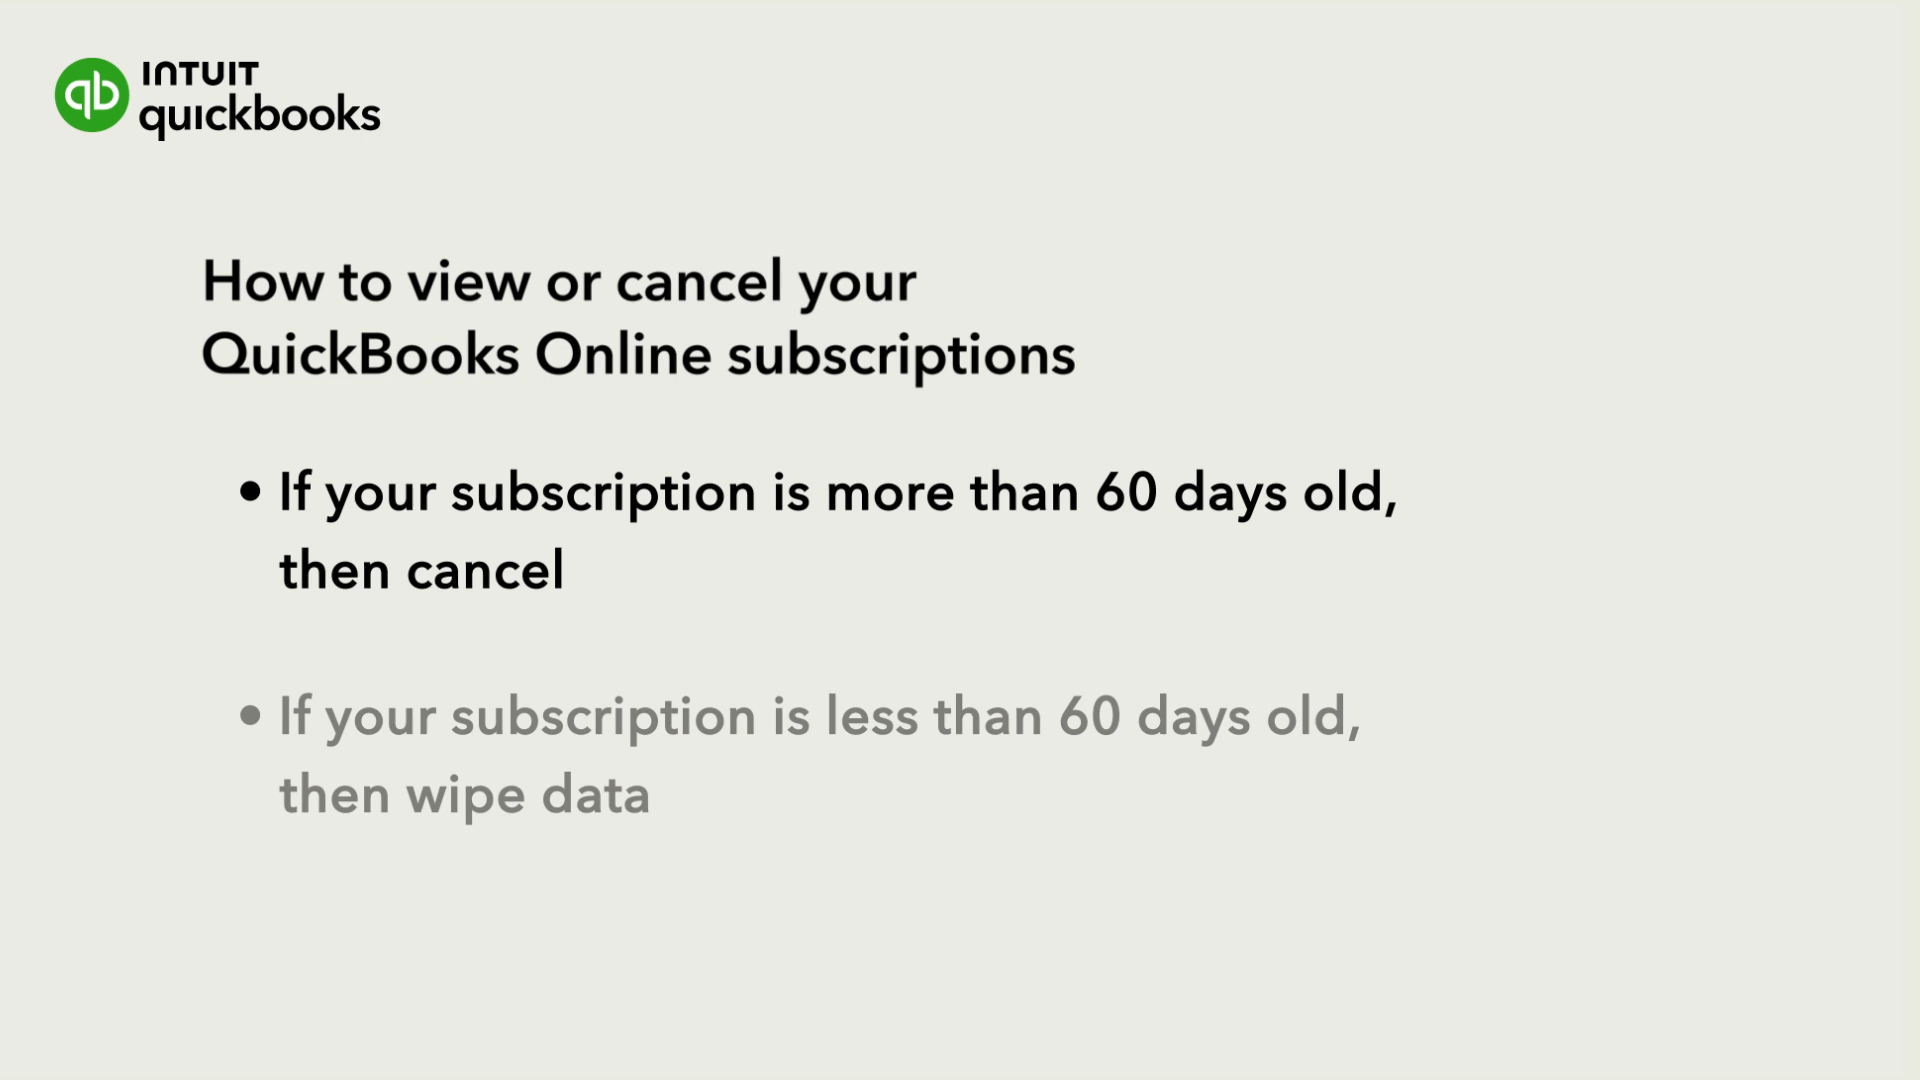 qb
INTUIT
quickbooks
How to view or cancel your
QuickBooks Online subscriptions
• If your subscription is more than 60 days old,
then cancel
• If your subscription is less than 60 days old,
then wipe data